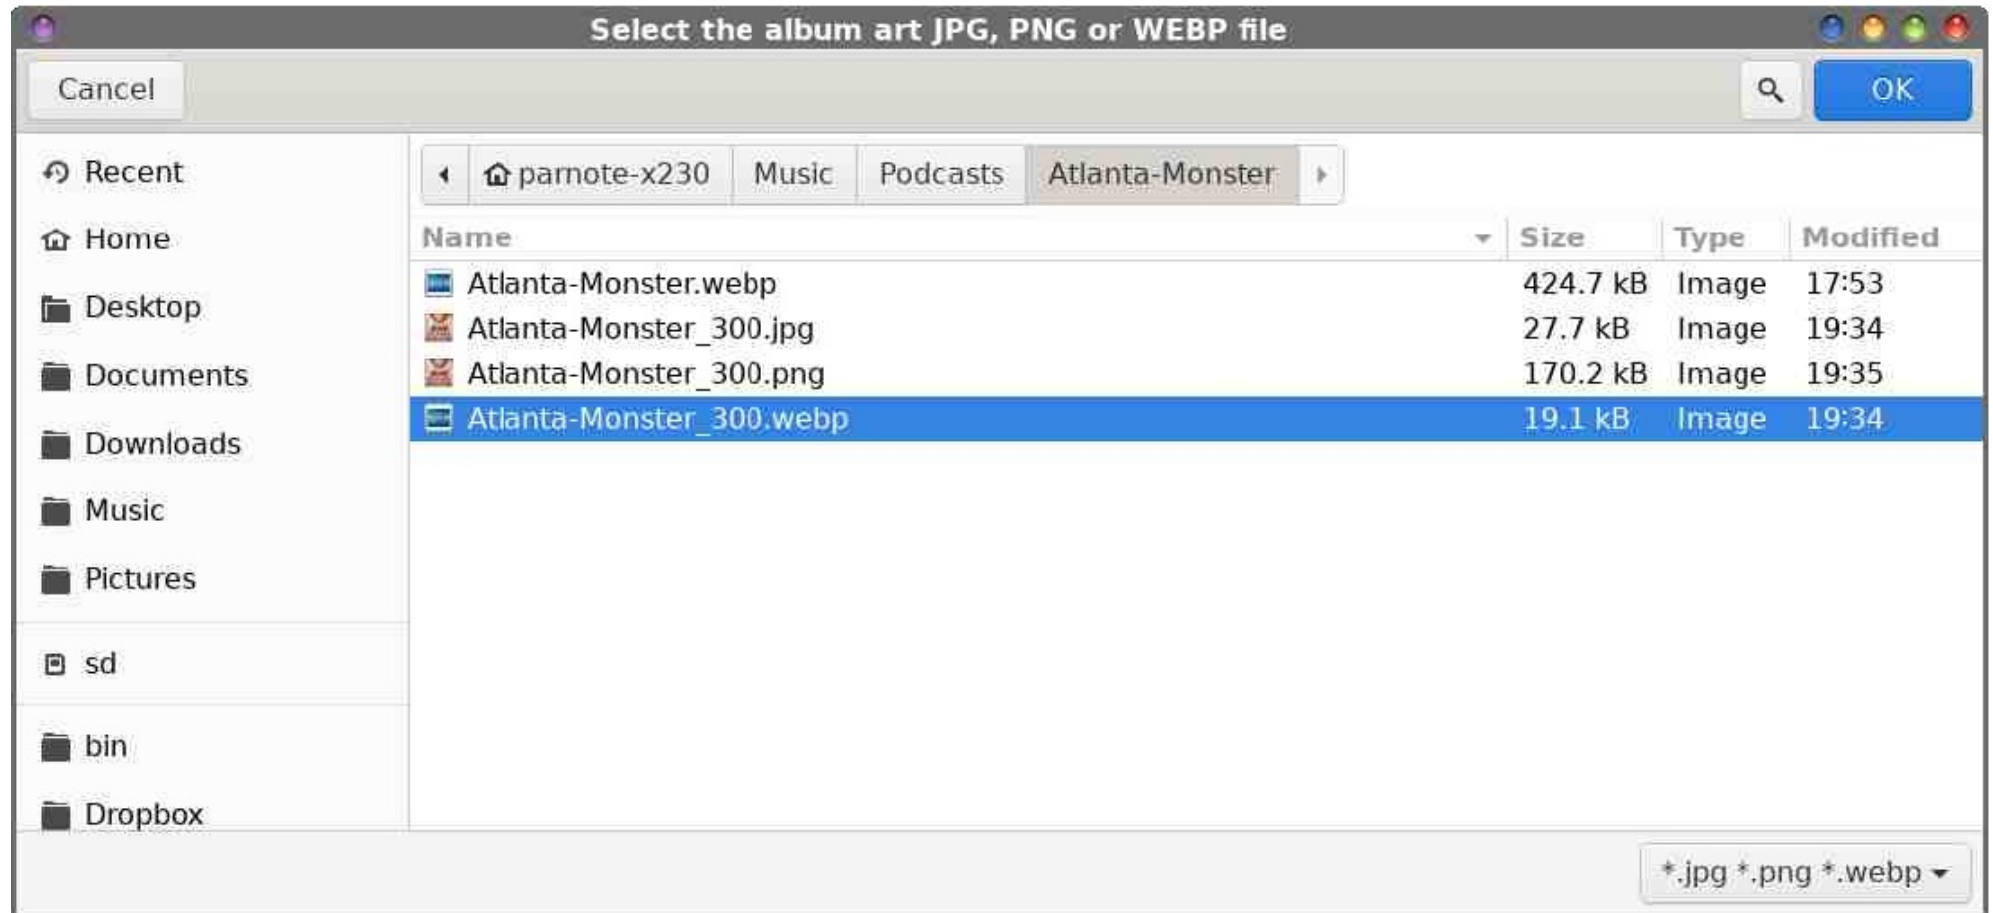 Select the album art JPG, PNG or WEBP file
Cancel
OK
Recent
Home
Desktop
Documents
Downloads
Music
Pictures
sd
bin
Dropbox
parnote-x230 Music Podcasts Atlanta-Monster
Name Size Type Modified
Atlanta-Monster.webp 424.7 kB Image 17:53
Atlanta-Monster_300.jpg 27.7 kB Image 19:34
Atlanta-Monster_300.png 170.2 kB Image 19:35
Atlanta-Monster_300.webp 19.1 kB Image 19:34
*.jpg *.png *.webp